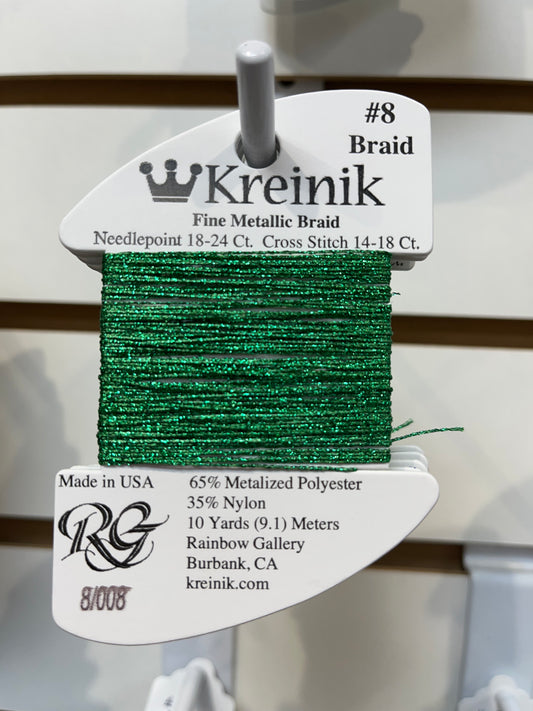 #8
Braid
Kreinik
Fine Metallic Braid
Needlepoint 18-24 Ct. Cross Stitch 14-18 Ct.
Made in USA
65% Metalized Polyester
35% Nylon
10 Yards (9.1) Meters
Rainbow Gallery
Burbank, CA
kreinik.com
RG
8/008